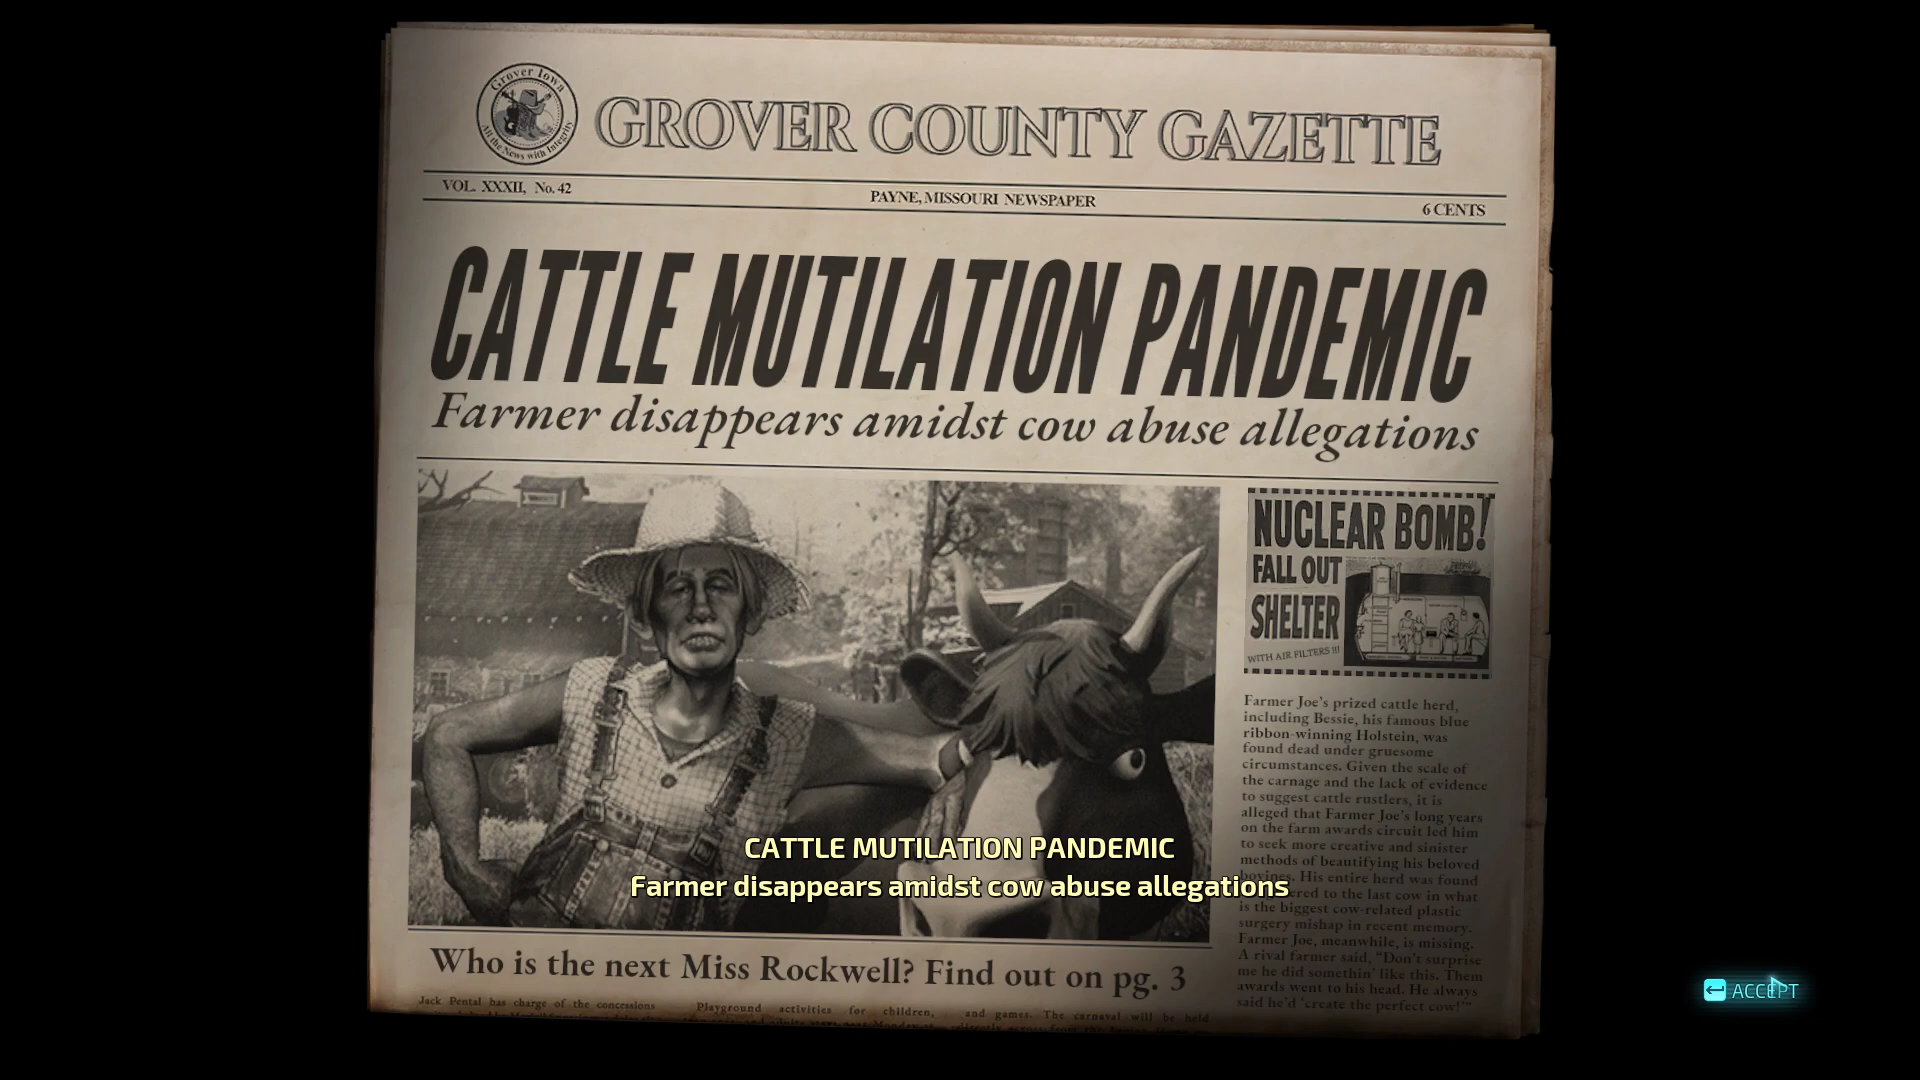 Grover Iown
All the News with Integrity
GROVER COUNTY GAZETTE
VOL. XXXII, No. 42
PAYNE, MISSOURI NEWSPAPER
6 CENTS
CATTLE MUTILATION PANDEMIC
Farmer disappears amidst cow abuse allegations
NUCLEAR BOMB!
FALL OUT
SHELTER
WITH AIR FILTERS !!!
Farmer Joe's prized cattle herd,
including Bessie, his famous blue
ribbon-winning Holstein, was
found dead under gruesome
circumstances. Given the scale of
the carnage and the lack of evidence
to suggest cattle rustlers, it is
alleged that Farmer Joe's long years
on the farm awards circuit led him
to seek more creative and sinister
methods of beautifying his beloved
bovines. His entire herd was found
to the last cow in what
is the biggest cow-related plastic
surgery mishap in recent memory.
Farmer Joe, meanwhile, is missing.
A rival farmer said, "Don't surprise
me he did somethin' like this. Them
awards went to his head. He always
said he'd 'create the perfect cow!'"
CATTLE MUTILATION PANDEMIC
Farmer disappears amidst cow abuse allegations
Who is the next Miss Rockwell? Find out on pg. 3
Jack Pental has charge of the concessions
Playground activities for children,
and games. The carnaval will be held
ACCEPT